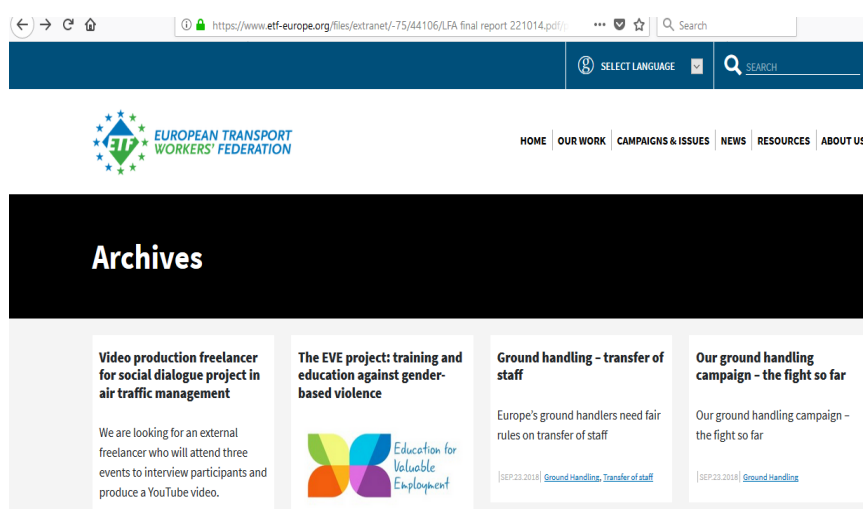 https://www.etf-europe.org/files/extranet/-75/44106/LFA final report 221014.pdf/
Search
SELECT LANGUAGE
SEARCH
ETF
EUROPEAN TRANSPORT
WORKERS' FEDERATION
HOME OUR WORK CAMPAIGNS & ISSUES NEWS RESOURCES ABOUT US
Archives
Video production freelancer
for social dialogue project in
air traffic management
We are looking for an external
freelancer who will attend three
events to interview participants and
produce a YouTube video.
The EVE project: training and
education against gender-
based violence
Education for
Valuable
Employment
Ground handling – transfer of
staff
Europe's ground handlers need fair
rules on transfer of staff
|SEP.23.2018| Ground Handling, Transfer of staff
Our ground handling
campaign – the fight so far
Our ground handling campaign –
the fight so far
|SEP.23.2018| Ground Handling